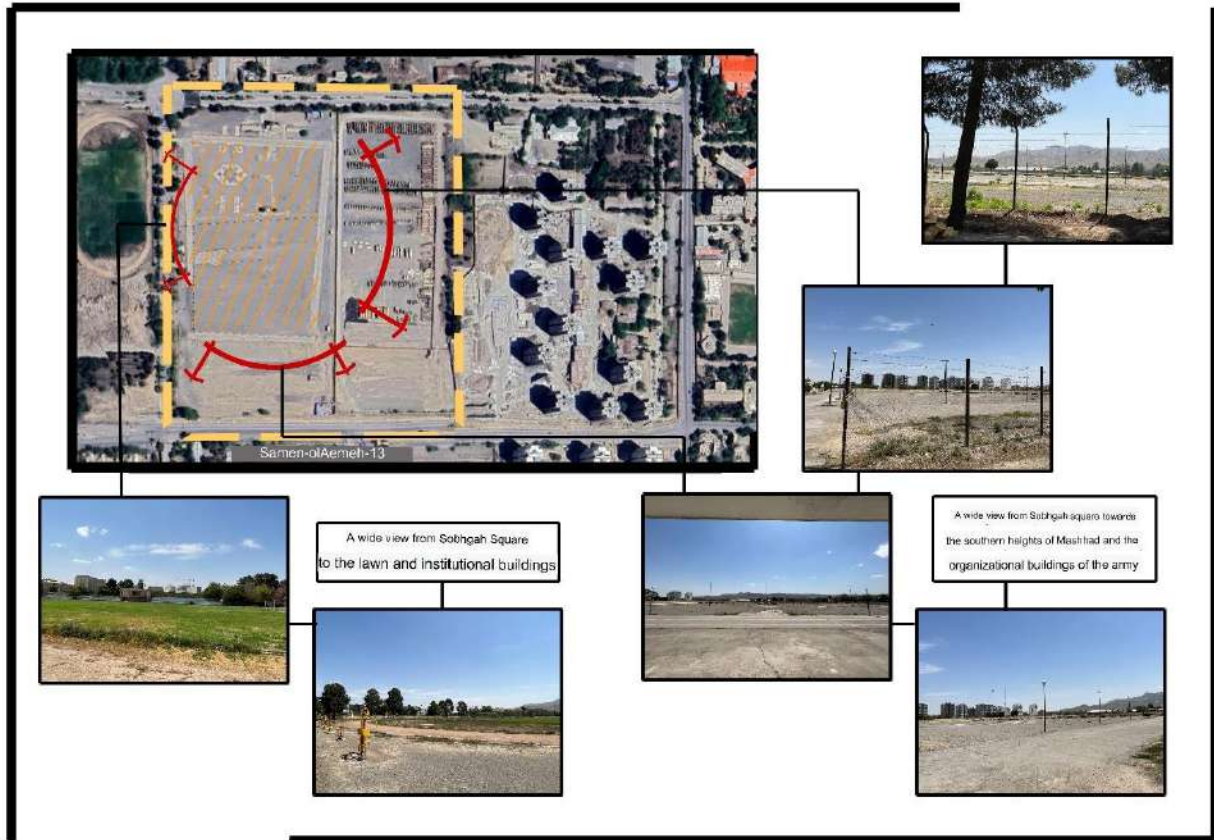 Samen-olAemeh-13
A wide view from Sobhgah Square
to the lawn and institutional buildings
A wide view from Sobhgah square towards
the southern heights of Mashhad and the
organizational buildings of the army